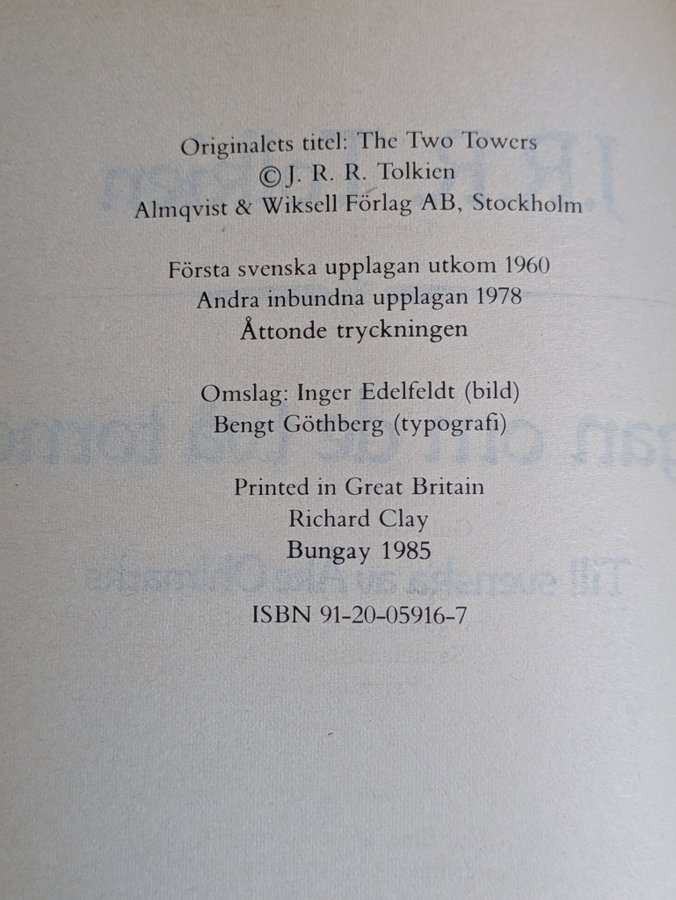 Originalets titel: The Two Towers
© J. R. R. Tolkien
Almqvist & Wiksell Förlag AB, Stockholm
Första svenska upplagan utkom 1960
Andra inbundna upplagan 1978
Åttonde tryckningen
Omslag: Inger Edelfeldt (bild)
Bengt Göthberg (typografi)
Printed in Great Britain
Richard Clay
Bungay 1985
ISBN 91-20-05916-7